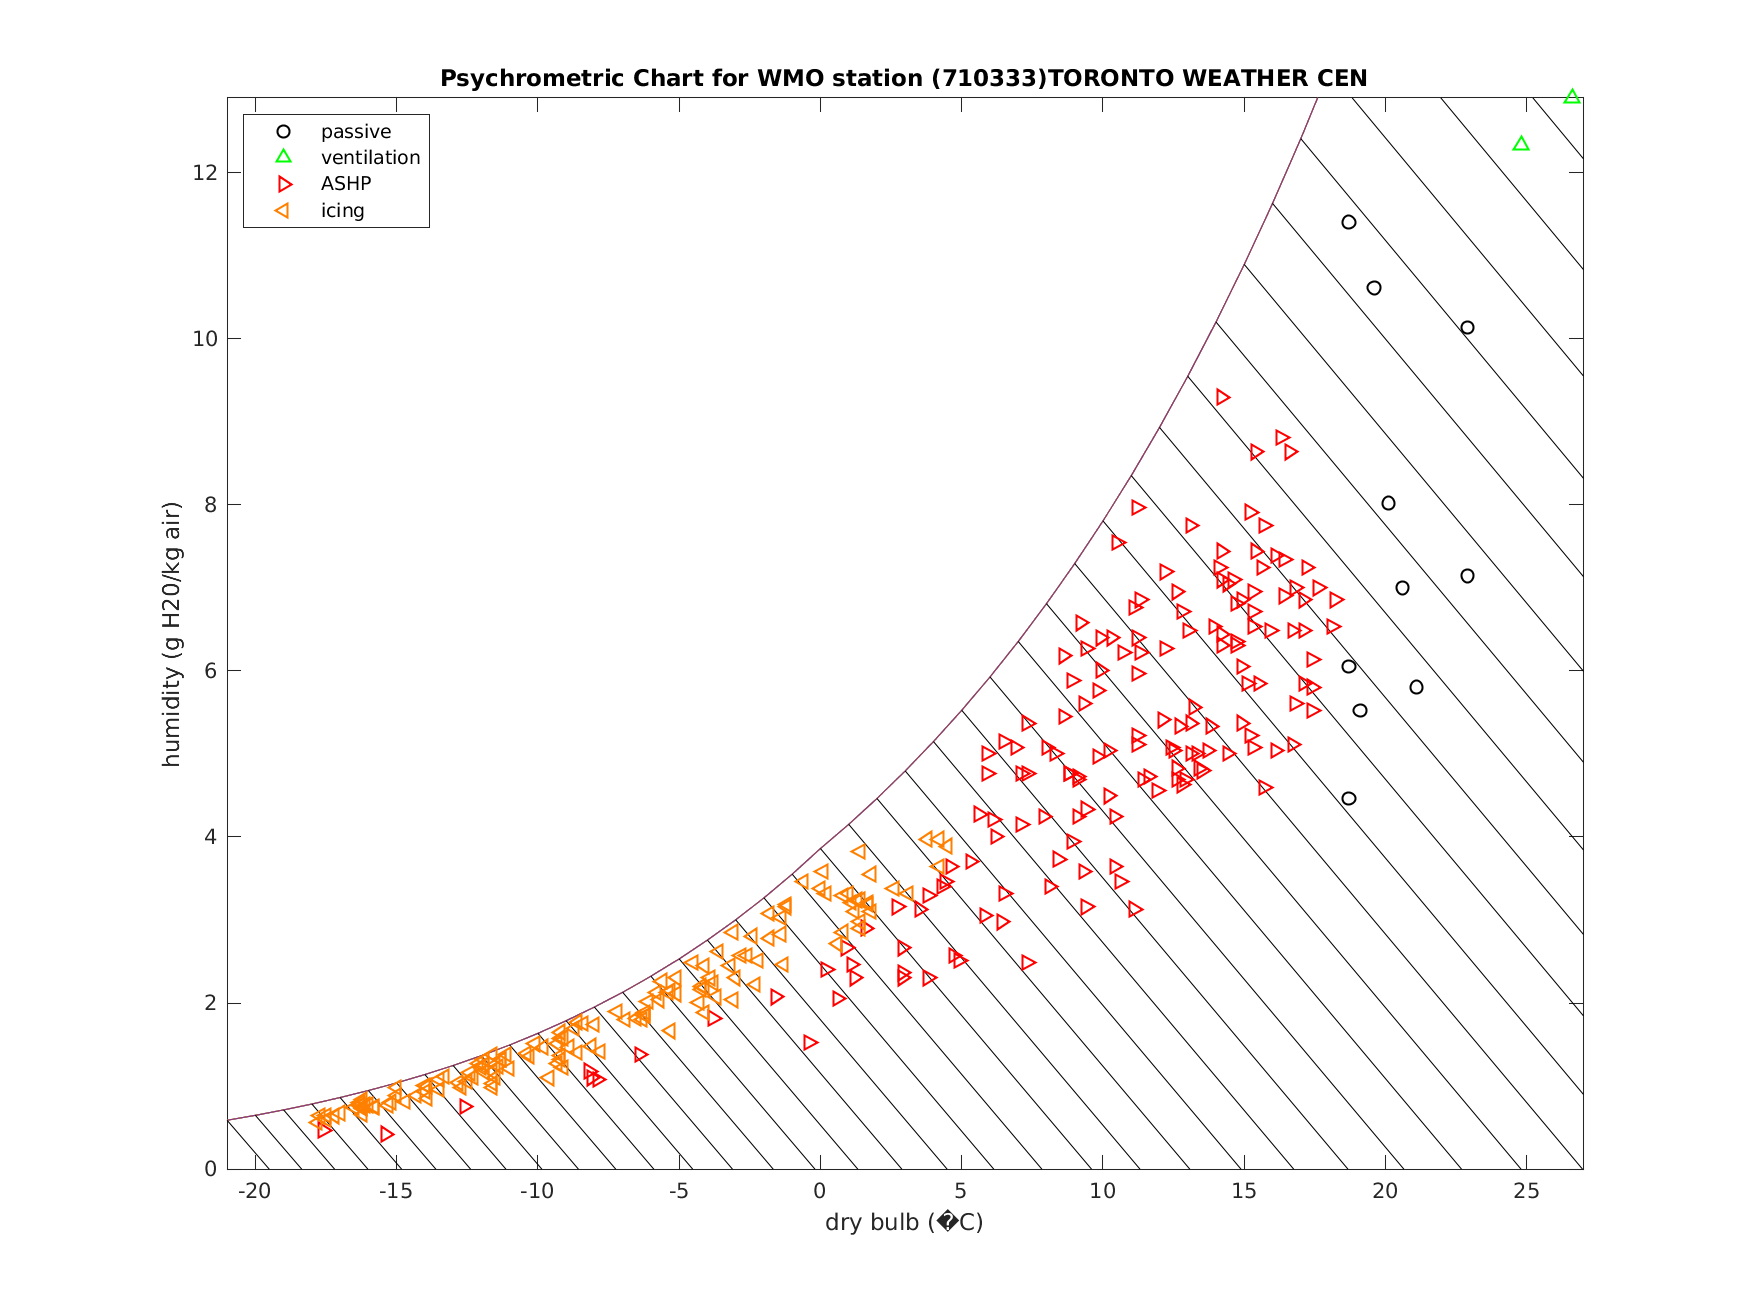 Psychrometric Chart for WMO station (710333)TORONTO WEATHER CEN
passive
ventilation
ASHP
icing
12
10
8
6
4
2
0
humidity (g H20/kg air)
-20 -15 -10 -5 0 5 10 15 20 25
dry bulb (�C)